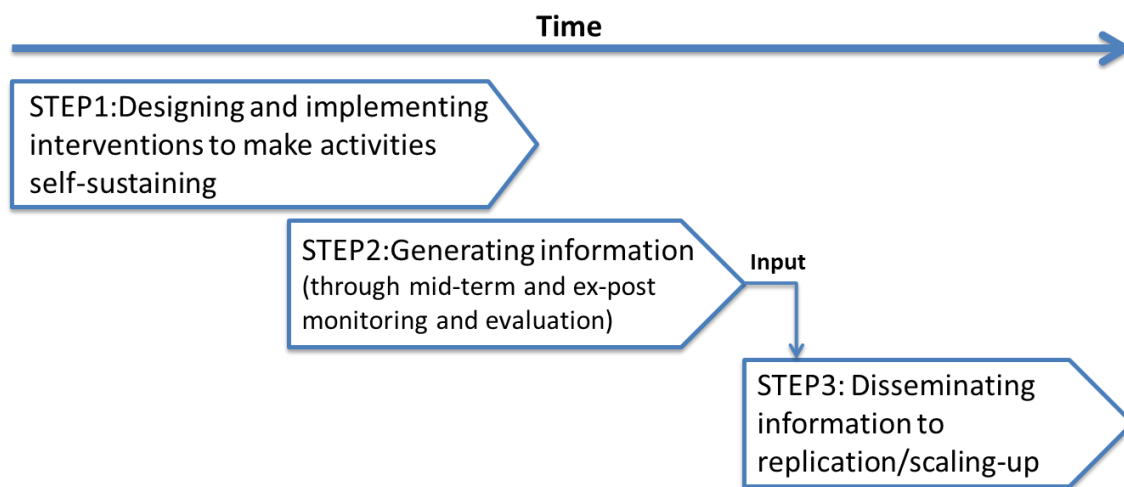 Time
STEP1:Designing and implementing
interventions to make activities
self-sustaining
STEP2:Generating information
(through mid-term and ex-post
monitoring and evaluation)
Input
STEP3: Disseminating
information to
replication/scaling-up